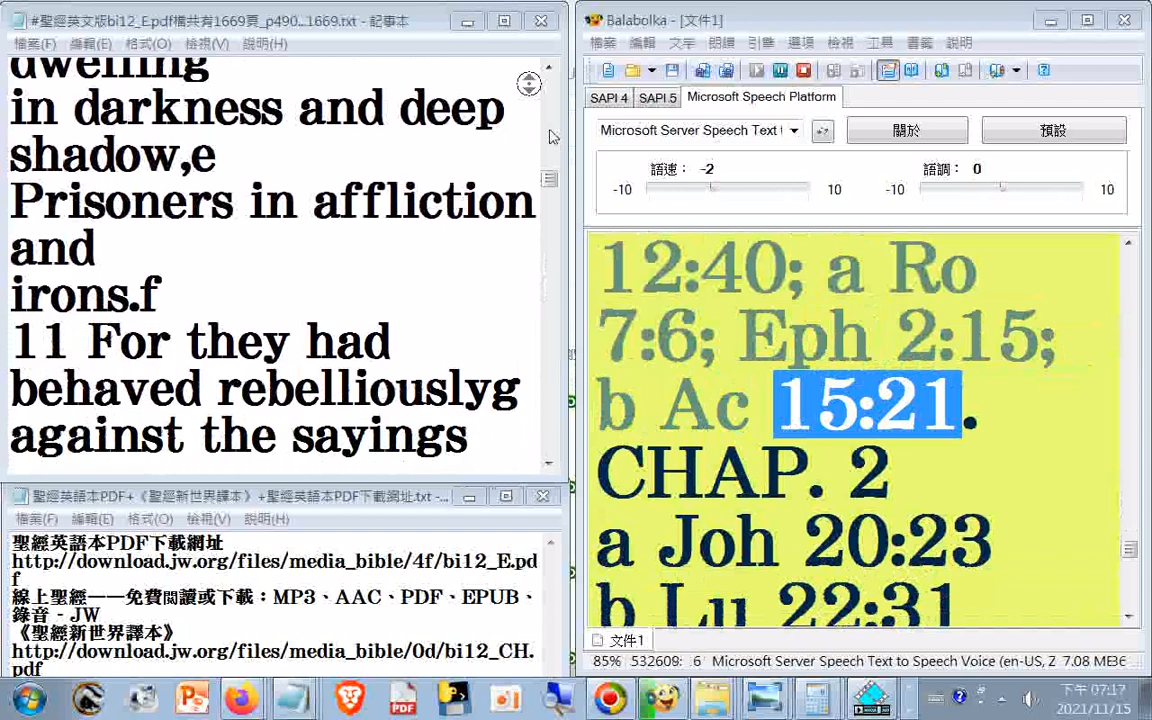 #聖經英文版bi12_E.pdf檔共有1669頁_p490...1669.txt - 記事本
檔案(F) 編輯(E) 格式(O) 檢視(V) 說明(H)
dwelling
in darkness and deep
shadow,e
Prisoners in affliction
and
irons.f
11 For they had
behaved rebelliouslyg
against the sayings
聖經英語本PDF+《聖經新世界譯本》+聖經英語本PDF下載網址.txt -...
檔案(F) 編輯(E) 格式(O) 檢視(V) 說明(H)
聖經英語本PDF下載網址
http://download.jw.org/files/media_bible/4f/bi12_E.pd
f
線上聖經——免費閱讀或下載：MP3、AAC、PDF、EPUB、
錄音 - JW
《聖經新世界譯本》
http://download.jw.org/files/media_bible/0d/bi12_CH.
pdf
Balabolka - [文件1]
檔案 編輯 文字 朗讀 引擎 選項 檢視 工具 書籤 說明
SAPI 4 SAPI 5 Microsoft Speech Platform
Microsoft Server Speech Text 關於 預設
語速： -2 語調： 0
-10 10 -10 10
12:40; a Ro
7:6; Eph 2:15;
b Ac 15:21.
CHAP. 2
a Joh 20:23
b Lu 22:31
文件1
85% 532609: 6 Microsoft Server Speech Text to Speech Voice (en-US, Z 7.08 MB
PDF
下午 07:17
2021/11/15